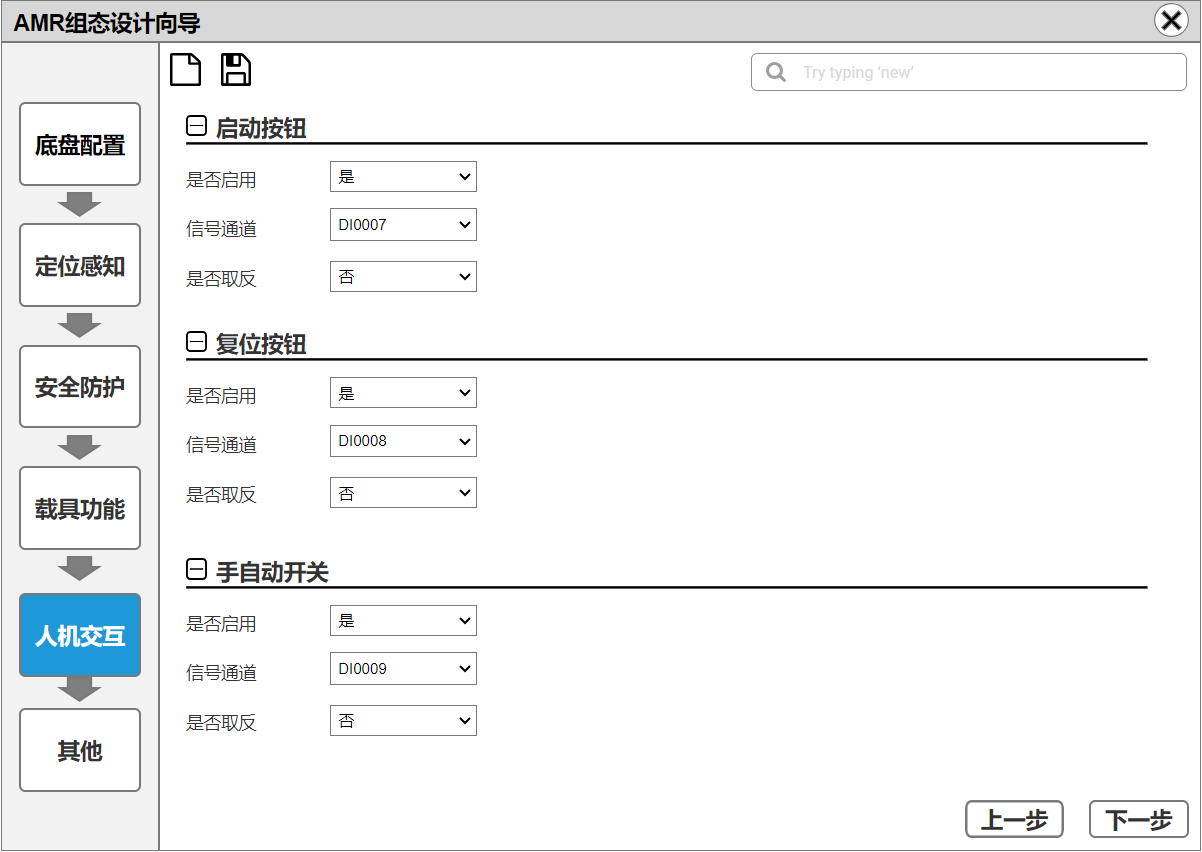 AMR组态设计向导
Try typing 'new'
底盘配置
定位感知
安全防护
载具功能
人机交互
其他
启动按钮
是否启用 是
信号通道 DI0007
是否取反 否
复位按钮
是否启用 是
信号通道 DI0008
是否取反 否
手自动开关
是否启用 是
信号通道 DI0009
是否取反 否
上一步 下一步